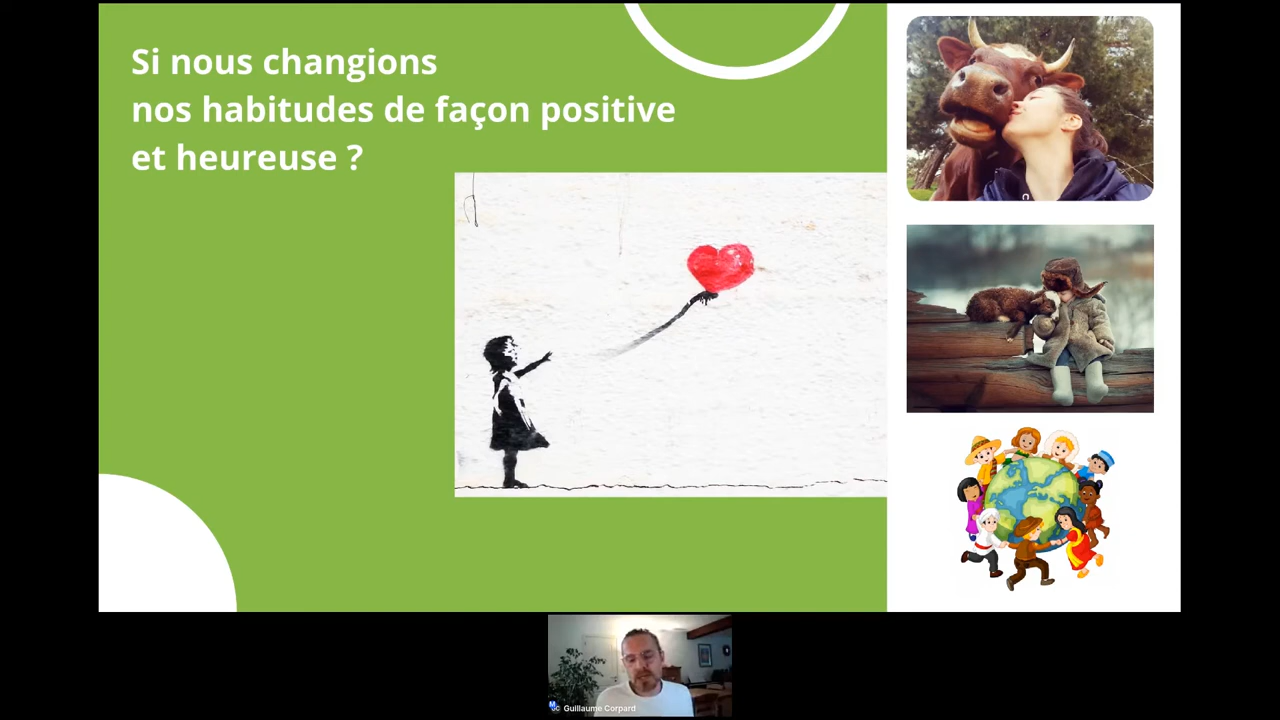 Si nous changions
nos habitudes de façon positive
et heureuse ?
Guillaume Corpard